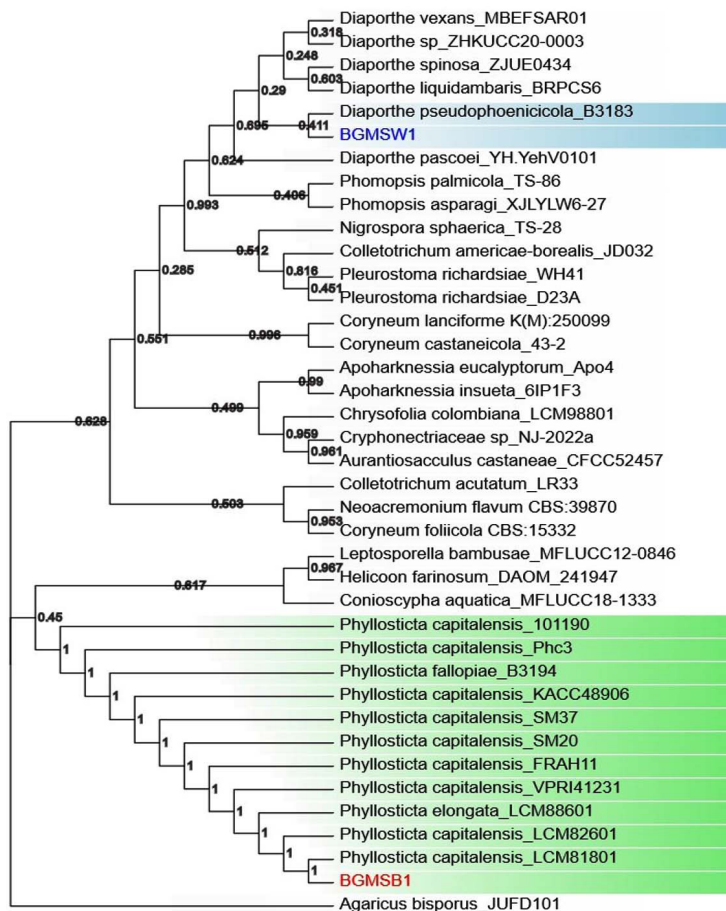 Diaporthe vexans_MBEFSAR01
0.318
Diaporthe sp_ZHKUCC20-0003
0.248
Diaporthe spinosa_ZJUE0434
0.29
0.603
Diaporthe liquidambaris_BRPCS6
Diaporthe pseudophoenicicola_B3183
0.695
0.411
BGMSW1
0.624
Diaporthe pascoei_YH.YehV0101
Phomopsis palmicola_TS-86
0.406
0.993
Phomopsis asparagi_XJLYLW6-27
Nigrospora sphaerica_TS-28
0.512
Colletotrichum americae-borealis_JD032
0.285
0.816
Pleurostoma richardsiae_WH41
0.451
Pleurostoma richardsiae_D23A
Coryneum lanciforme K(M):250099
0.551
0.996
Coryneum castaneicola_43-2
Apoharknessia eucalyptorum_Apo4
0.99
Apoharknessia insueta_6IP1F3
0.499
Chrysofolia colombiana_LCM98801
0.628
0.959
Cryphonectriaceae sp_NJ-2022a
0.961
Aurantiosacculus castaneae_CFCC52457
Colletotrichum acutatum_LR33
0.503
Neoacremonium flavum CBS:39870
0.953
Coryneum foliicola CBS:15332
Leptosporella bambusae_MFLUCC12-0846
0.967
Helicoon farinosum_DAOM_241947
0.617
Conioscypha aquatica_MFLUCC18-1333
0.45
Phyllosticta capitalensis_101190
1
Phyllosticta capitalensis_Phc3
1
Phyllosticta fallopiae_B3194
1
Phyllosticta capitalensis_KACC48906
1
Phyllosticta capitalensis_SM37
1
Phyllosticta capitalensis_SM20
1
Phyllosticta capitalensis_FRAH11
1
Phyllosticta capitalensis_VPRI41231
1
Phyllosticta elongata_LCM88601
1
Phyllosticta capitalensis_LCM82601
1
Phyllosticta capitalensis_LCM81801
1
BGMSB1
Agaricus bisporus_JUFD101